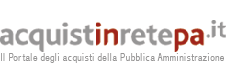 acquistinretepa.it
Il Portale degli acquisti della Pubblica Amministrazione